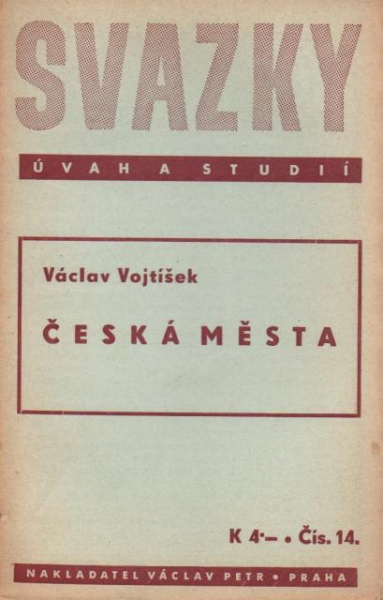 SVAZKY
ÚVAH A STUDIÍ
Václav Vojtíšek
ČESKÁ MĚSTA
K 4·— • Čís. 14.
NAKLADATEL VÁCLAV PETR • PRAHA